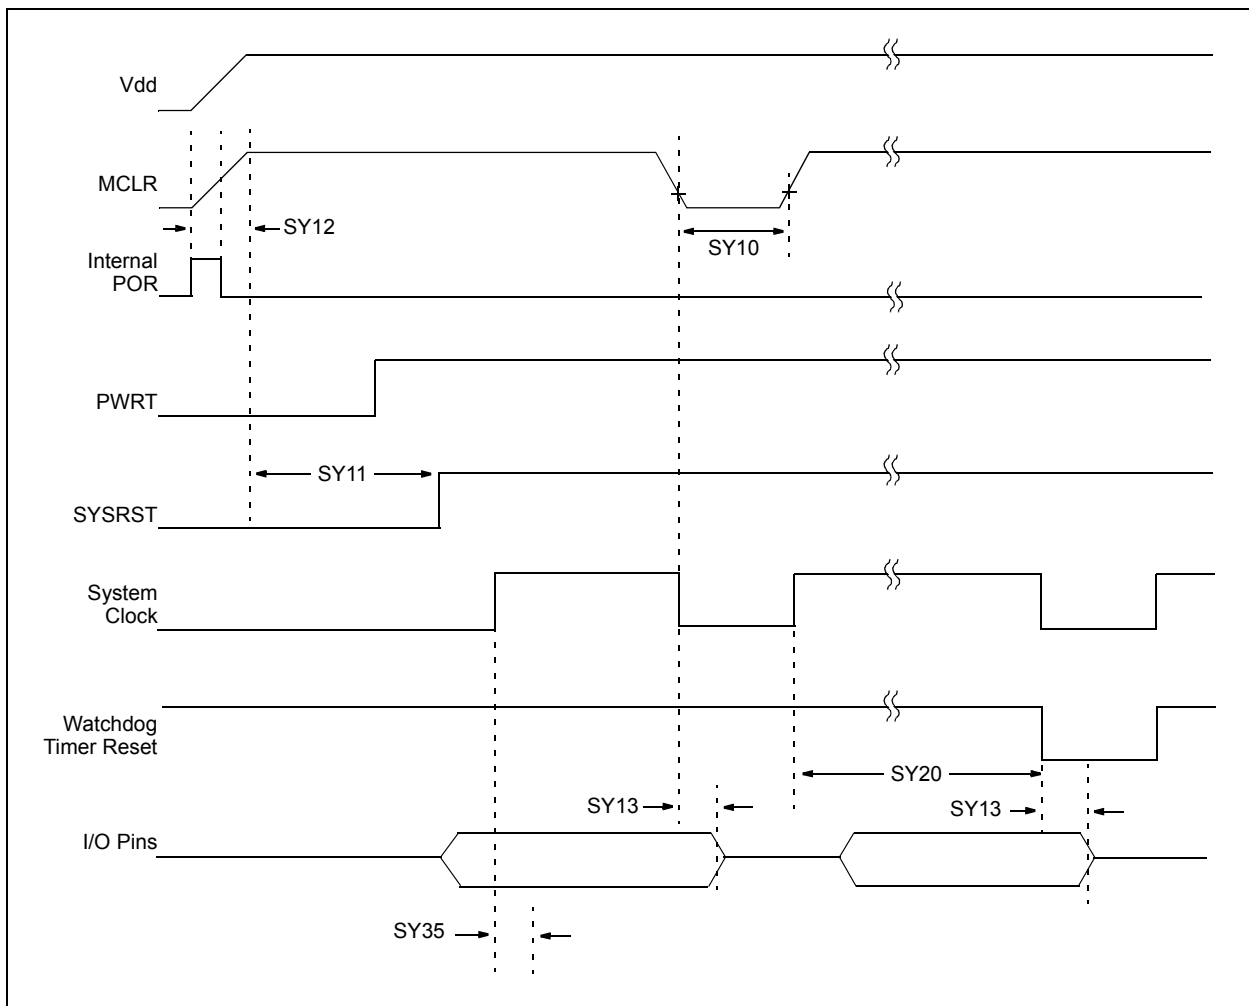 Vdd
MCLR
SY12
SY10
Internal
POR
PWRT
SY11
SYSRST
System
Clock
Watchdog
Timer Reset
SY20
SY13
SY13
I/O Pins
SY35